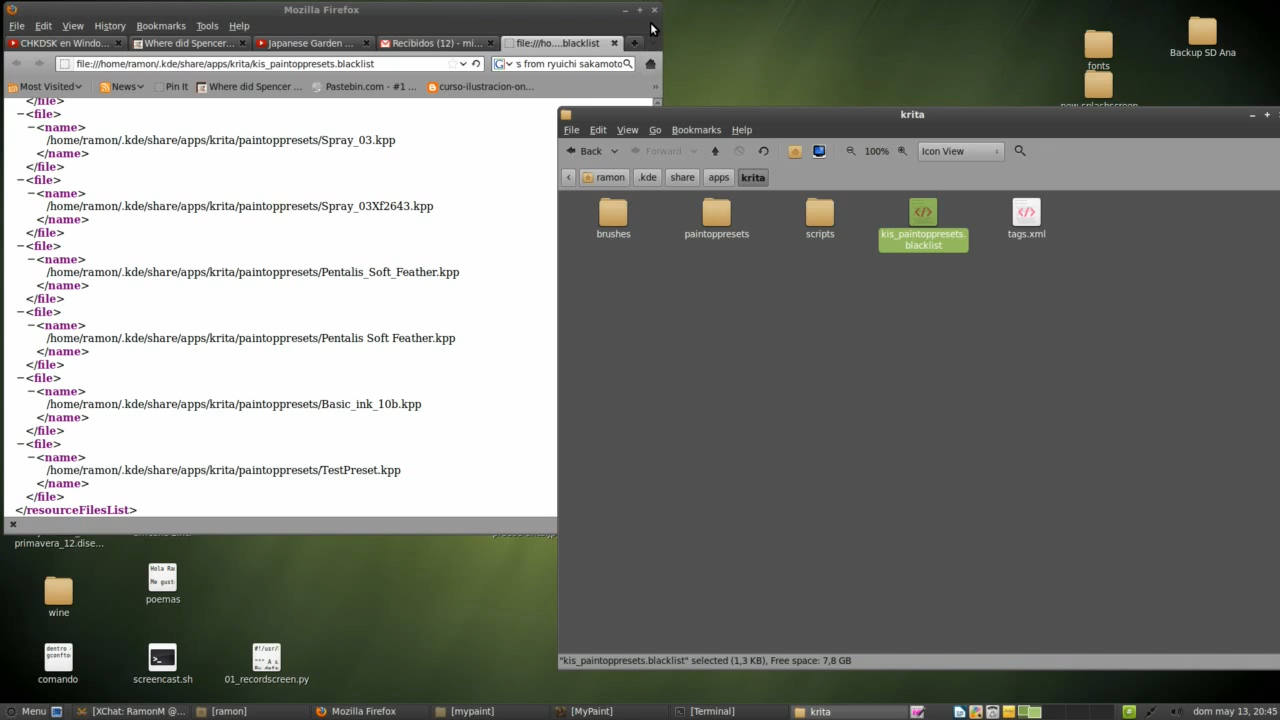 Mozilla Firefox
File Edit View History Bookmarks Tools Help
CHKDSK en Windo...
Where did Spencer...
Japanese Garden ...
Recibidos (12) - mi...
file:///ho....blacklist
file:///home/ramon/.kde/share/apps/krita/kis_paintoppresets.blacklist
s from ryuichi sakamoto
Most Visited
News
Pin It
Where did Spencer ...
Pastebin.com - #1 ...
curso-ilustracion-on...
</file>
−<file>
−<name>
/home/ramon/.kde/share/apps/krita/paintoppresets/Spray_03.kpp
</name>
</file>
−<file>
−<name>
/home/ramon/.kde/share/apps/krita/paintoppresets/Spray_03Xf2643.kpp
</name>
</file>
−<file>
−<name>
/home/ramon/.kde/share/apps/krita/paintoppresets/Pentalis_Soft_Feather.kpp
</name>
</file>
−<file>
−<name>
/home/ramon/.kde/share/apps/krita/paintoppresets/Pentalis Soft Feather.kpp
</name>
</file>
−<file>
−<name>
/home/ramon/.kde/share/apps/krita/paintoppresets/Basic_ink_10b.kpp
</name>
</file>
−<file>
−<name>
/home/ramon/.kde/share/apps/krita/paintoppresets/TestPreset.kpp
</name>
</file>
</resourceFilesList>
krita
File Edit View Go Bookmarks Help
Back
Forward
100%
Icon View
ramon
.kde
share
apps
krita
brushes
paintoppresets
scripts
kis_paintoppresets.
blacklist
tags.xml
"kis_paintoppresets.blacklist" selected (1,3 KB), Free space: 7,8 GB
fonts
Backup SD Ana
new splashscreen
primavera_12.dise...
wine
Hola Ra
Me gust
poemas
dentro
gconfto
comando
screencast.sh
#!/usr/
01_recordscreen.py
Menu
[XChat: RamonM @...
[ramon]
Mozilla Firefox
[mypaint]
[MyPaint]
[Terminal]
krita
dom may 13, 20:45